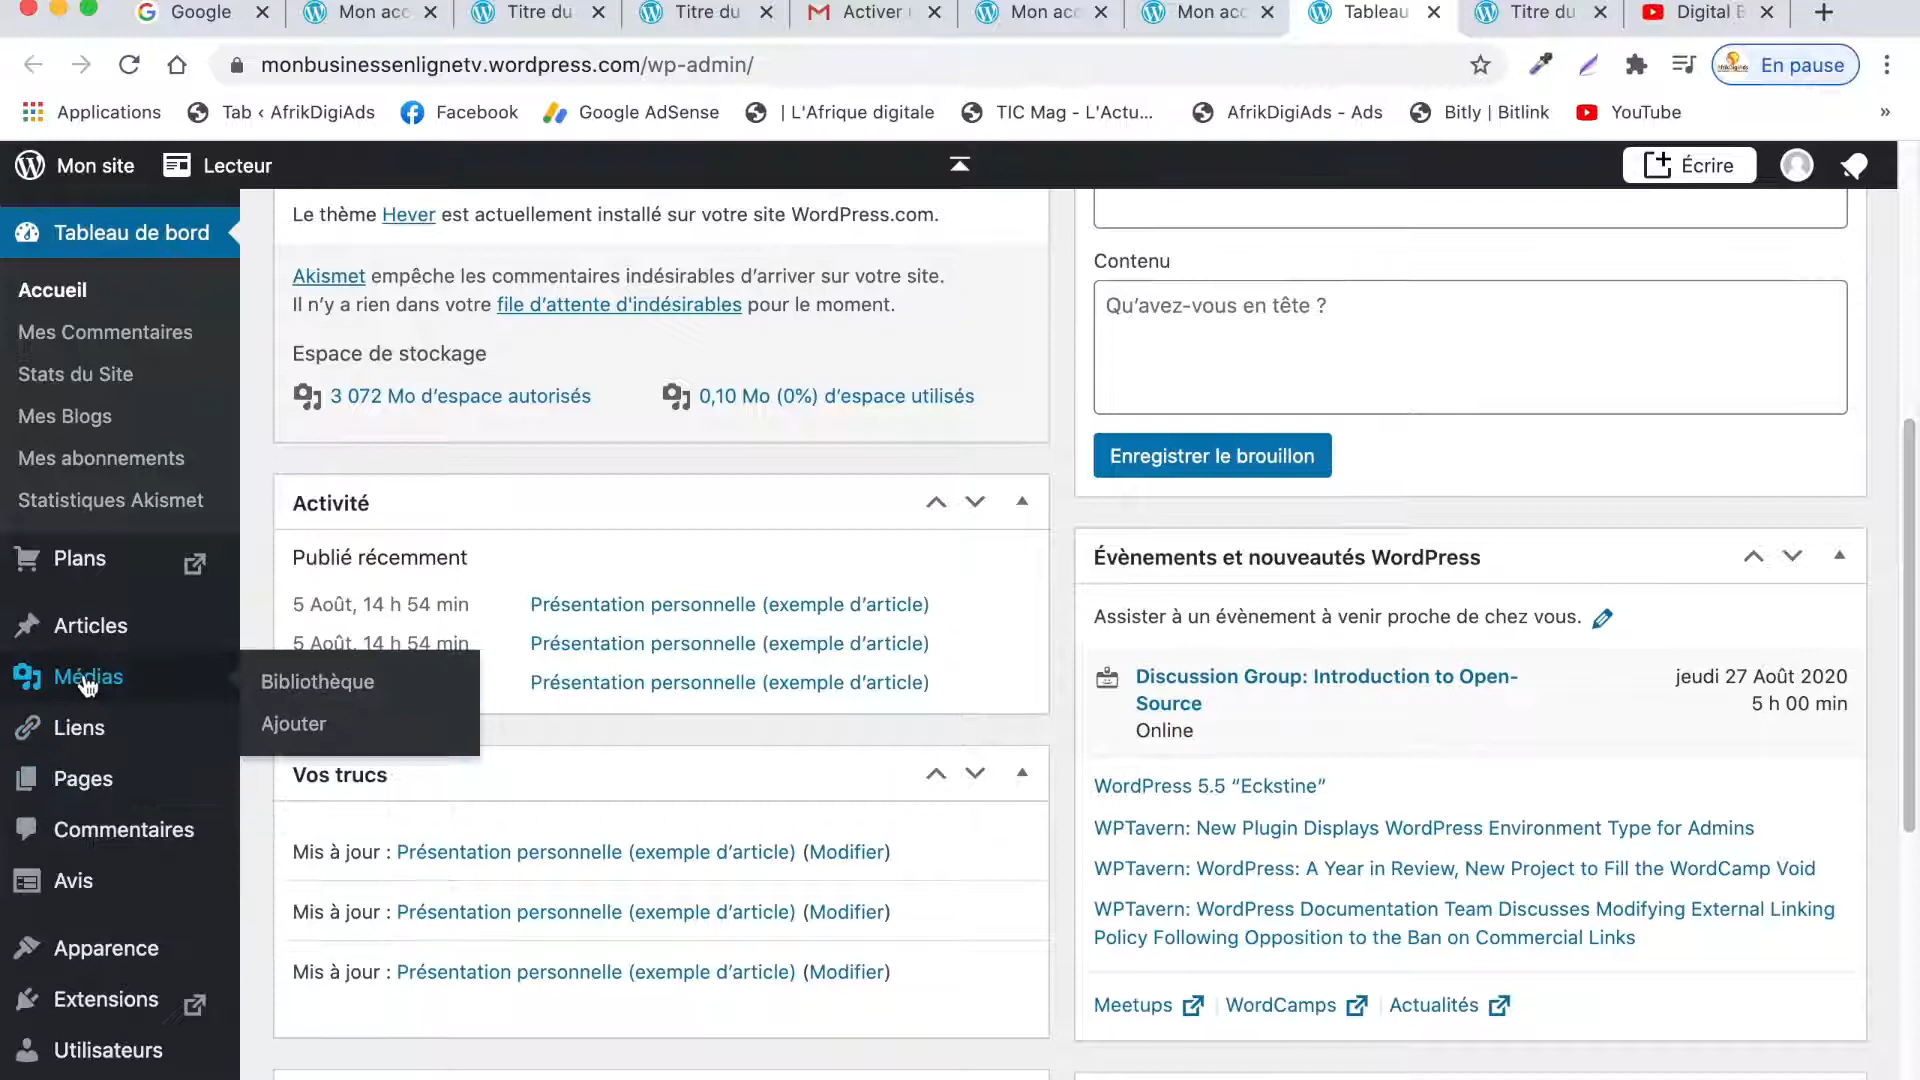 Google
Mon acc
Titre du
Titre du
Activer
Mon acc
Mon acc
Tableau
Titre du
Digital
monbusinessenlignetv.wordpress.com/wp-admin/
En pause
Applications
Tab ‹ AfrikDigiAds
Facebook
Google AdSense
| L'Afrique digitale
TIC Mag - L'Actu...
AfrikDigiAds - Ads
Bitly | Bitlink
YouTube
»
Mon site
Lecteur
Écrire
Tableau de bord
Accueil
Mes Commentaires
Stats du Site
Mes Blogs
Mes abonnements
Statistiques Akismet
Plans
Articles
Médias
Liens
Pages
Commentaires
Avis
Apparence
Extensions
Utilisateurs
Bibliothèque
Ajouter
Le thème Hever est actuellement installé sur votre site WordPress.com.
Akismet empêche les commentaires indésirables d’arriver sur votre site.
Il n’y a rien dans votre file d’attente d'indésirables pour le moment.
Espace de stockage
3 072 Mo d’espace autorisés
0,10 Mo (0%) d’espace utilisés
Activité
Publié récemment
5 Août, 14 h 54 min Présentation personnelle (exemple d’article)
5 Août, 14 h 54 min Présentation personnelle (exemple d’article)
Présentation personnelle (exemple d’article)
Vos trucs
Mis à jour : Présentation personnelle (exemple d’article) (Modifier)
Mis à jour : Présentation personnelle (exemple d’article) (Modifier)
Mis à jour : Présentation personnelle (exemple d’article) (Modifier)
Contenu
Qu’avez-vous en tête ?
Enregistrer le brouillon
Évènements et nouveautés WordPress
Assister à un évènement à venir proche de chez vous.
Discussion Group: Introduction to Open-
Source
Online
jeudi 27 Août 2020
5 h 00 min
WordPress 5.5 “Eckstine”
WPTavern: New Plugin Displays WordPress Environment Type for Admins
WPTavern: WordPress: A Year in Review, New Project to Fill the WordCamp Void
WPTavern: WordPress Documentation Team Discusses Modifying External Linking
Policy Following Opposition to the Ban on Commercial Links
Meetups | WordCamps | Actualités